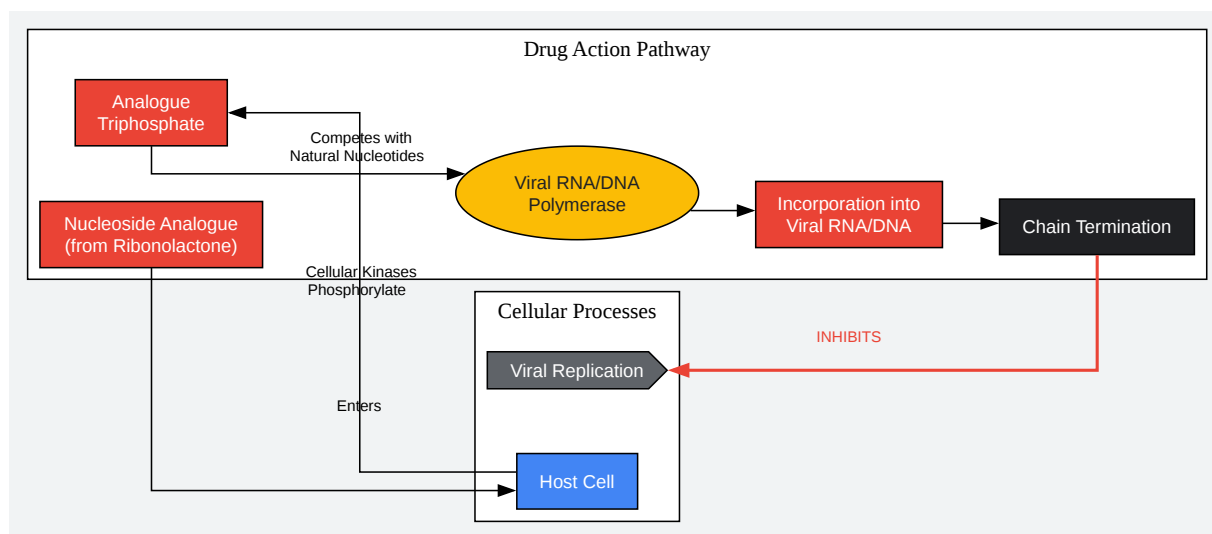 Drug Action Pathway
Analogue
Triphosphate
Competes with
Natural Nucleotides
Viral RNA/DNA
Polymerase
Incorporation into
Viral RNA/DNA
Chain Termination
Nucleoside Analogue
(from Ribonolactone)
Cellular Kinases
Phosphorylate
Cellular Processes
INHIBITS
Viral Replication
Enters
Host Cell